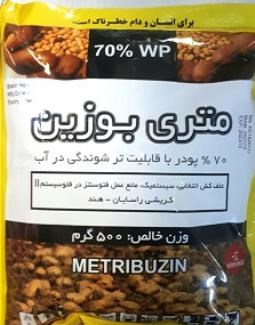 برای انسان و دام خطرناک است.
70% WP
متری بوزین
۷۰ % پودر با قابلیت تر شوندگی در آب
علف کش انتخابی، سیستمیک، مانع عمل فتوسنتز در فتوسیستم II
کریشی رسایان - هند
وزن خالص: ۵۰۰ گرم
METRIBUZIN